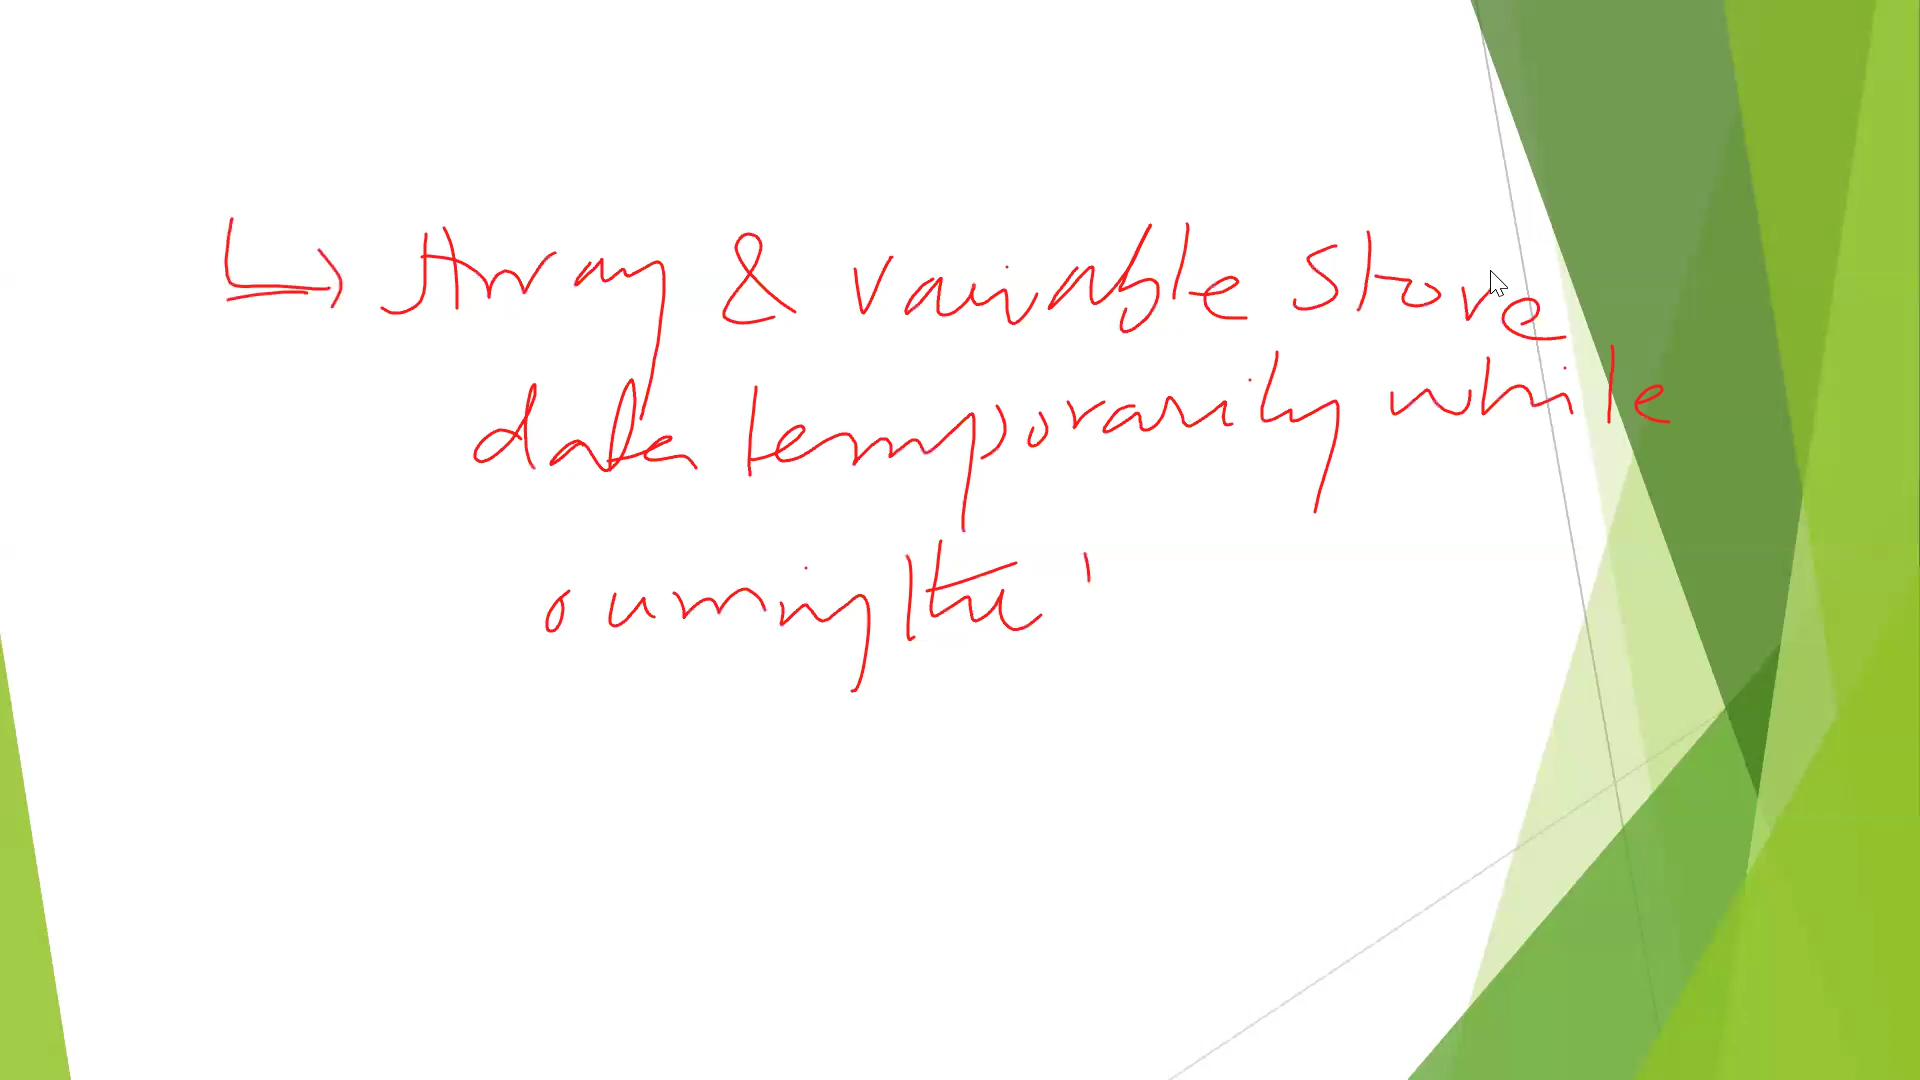 ↳ Array & variable store
data temporarily while
running the